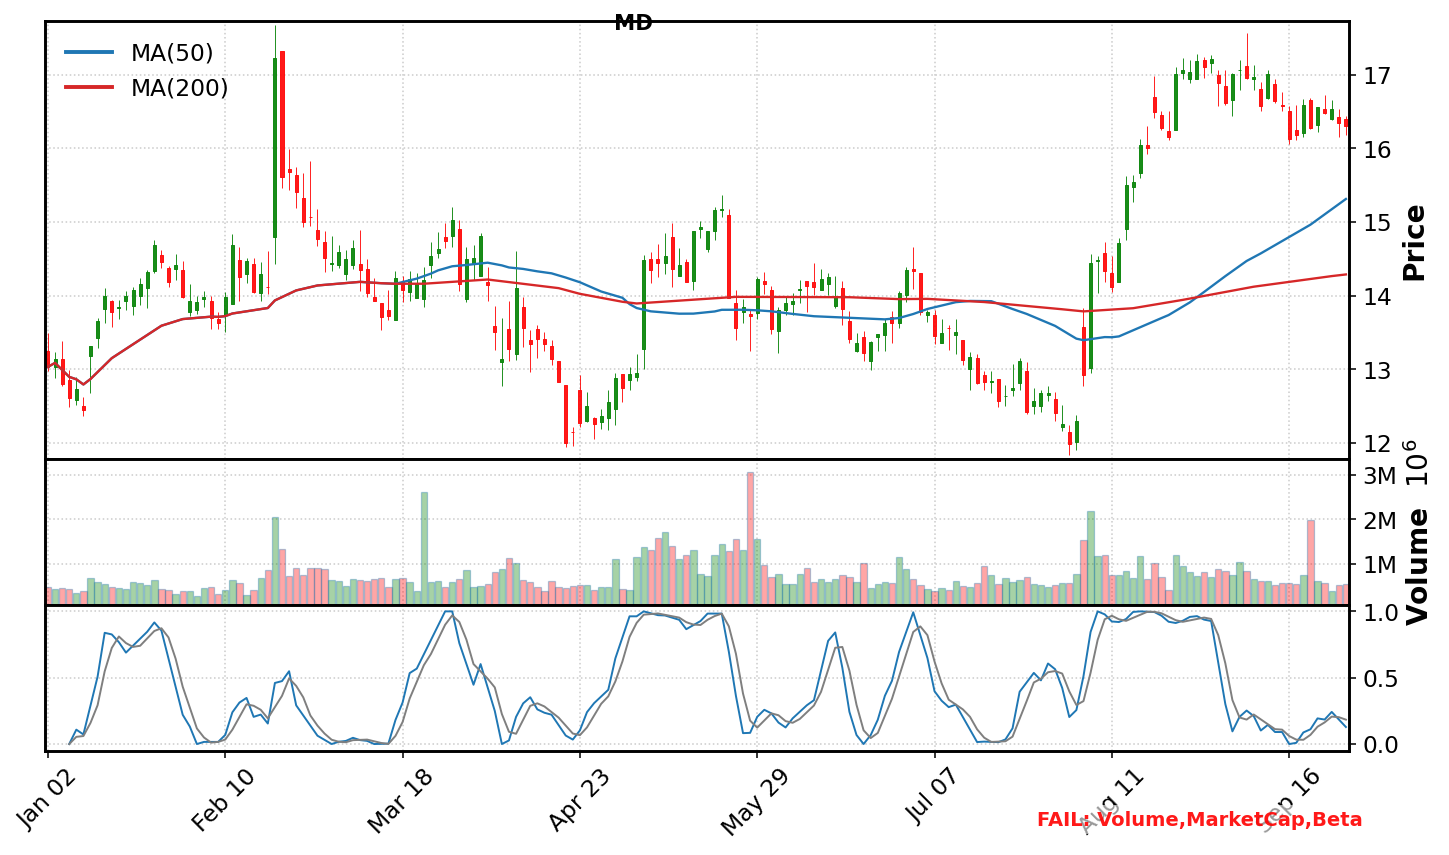 MD
MA(50)
MA(200)
17
16
15
14
13
12
Price
3M
2M
1M
Volume 10^6
1.0
0.5
0.0
Jan 02
Feb 10
Mar 18
Apr 23
May 29
Jul 07
Aug 11
Sep 16
FAIL: Volume,MarketCap,Beta